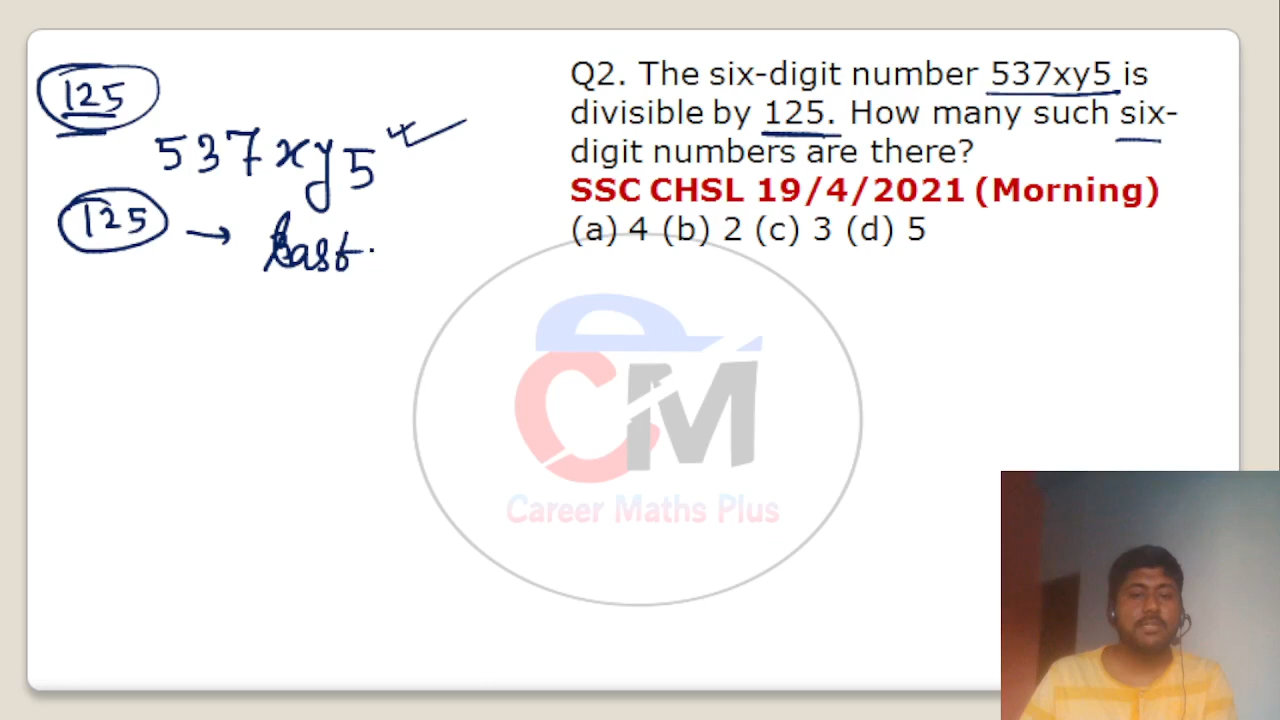 125
537xy5
125 → Last.
Q2. The six-digit number 537xy5 is
divisible by 125. How many such six-
digit numbers are there?
SSC CHSL 19/4/2021 (Morning)
(a) 4 (b) 2 (c) 3 (d) 5
CM
Career Maths Plus